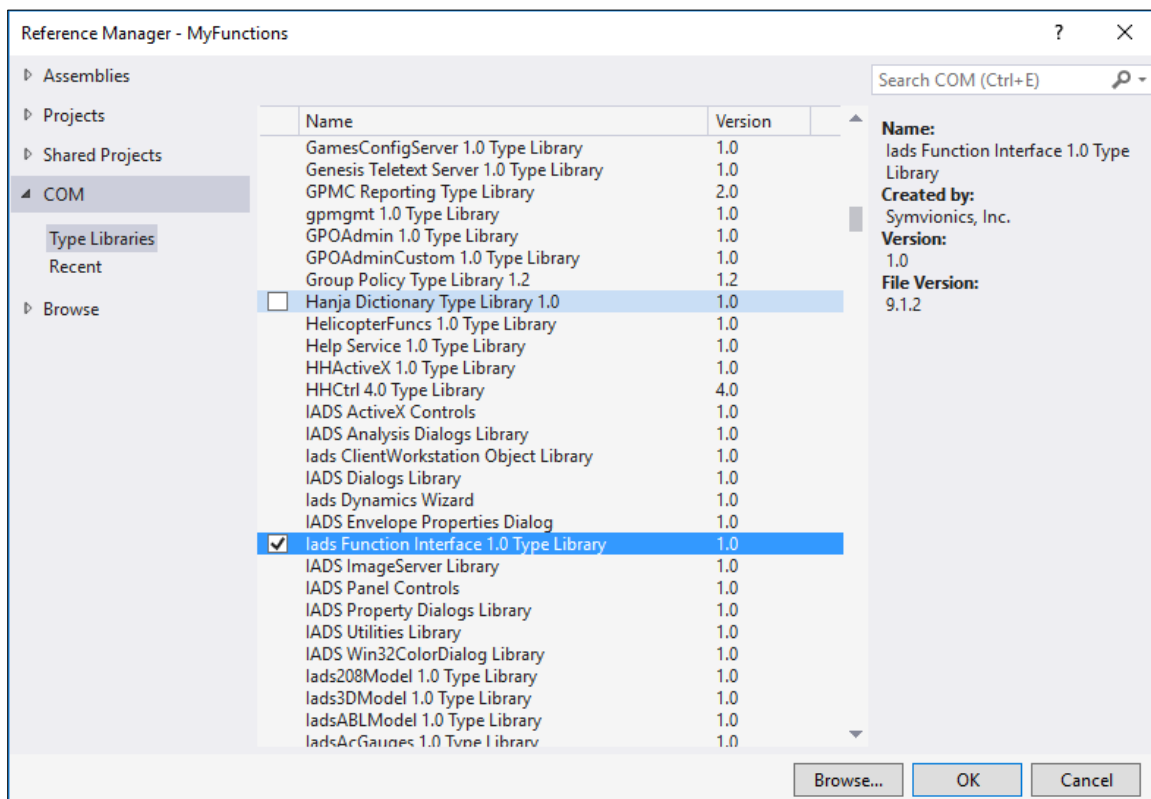 Reference Manager - MyFunctions ?
Assemblies
Projects
Shared Projects
COM
Type Libraries
Recent
Browse
Name Version
GamesConfigServer 1.0 Type Library 1.0
Genesis Teletext Server 1.0 Type Library 1.0
GPMC Reporting Type Library 2.0
gpmgmt 1.0 Type Library 1.0
GPOAdmin 1.0 Type Library 1.0
GPOAdminCustom 1.0 Type Library 1.0
Group Policy Type Library 1.2 1.2
Hanja Dictionary Type Library 1.0 1.0
HelicopterFuncs 1.0 Type Library 1.0
Help Service 1.0 Type Library 1.0
HHActiveX 1.0 Type Library 1.0
HHCtrl 4.0 Type Library 4.0
IADS ActiveX Controls 1.0
IADS Analysis Dialogs Library 1.0
Iads ClientWorkstation Object Library 1.0
IADS Dialogs Library 1.0
Iads Dynamics Wizard 1.0
IADS Envelope Properties Dialog 1.0
Iads Function Interface 1.0 Type Library 1.0
IADS ImageServer Library 1.0
IADS Panel Controls 1.0
IADS Property Dialogs Library 1.0
IADS Utilities Library 1.0
IADS Win32ColorDialog Library 1.0
Iads208Model 1.0 Type Library 1.0
Iads3DModel 1.0 Type Library 1.0
IadsABLModel 1.0 Type Library 1.0
IadsAcGauges 1.0 Type Library 1.0
Search COM (Ctrl+E)
Name:
Iads Function Interface 1.0 Type
Library
Created by:
Symvionics, Inc.
Version:
1.0
File Version:
9.1.2
Browse... OK Cancel